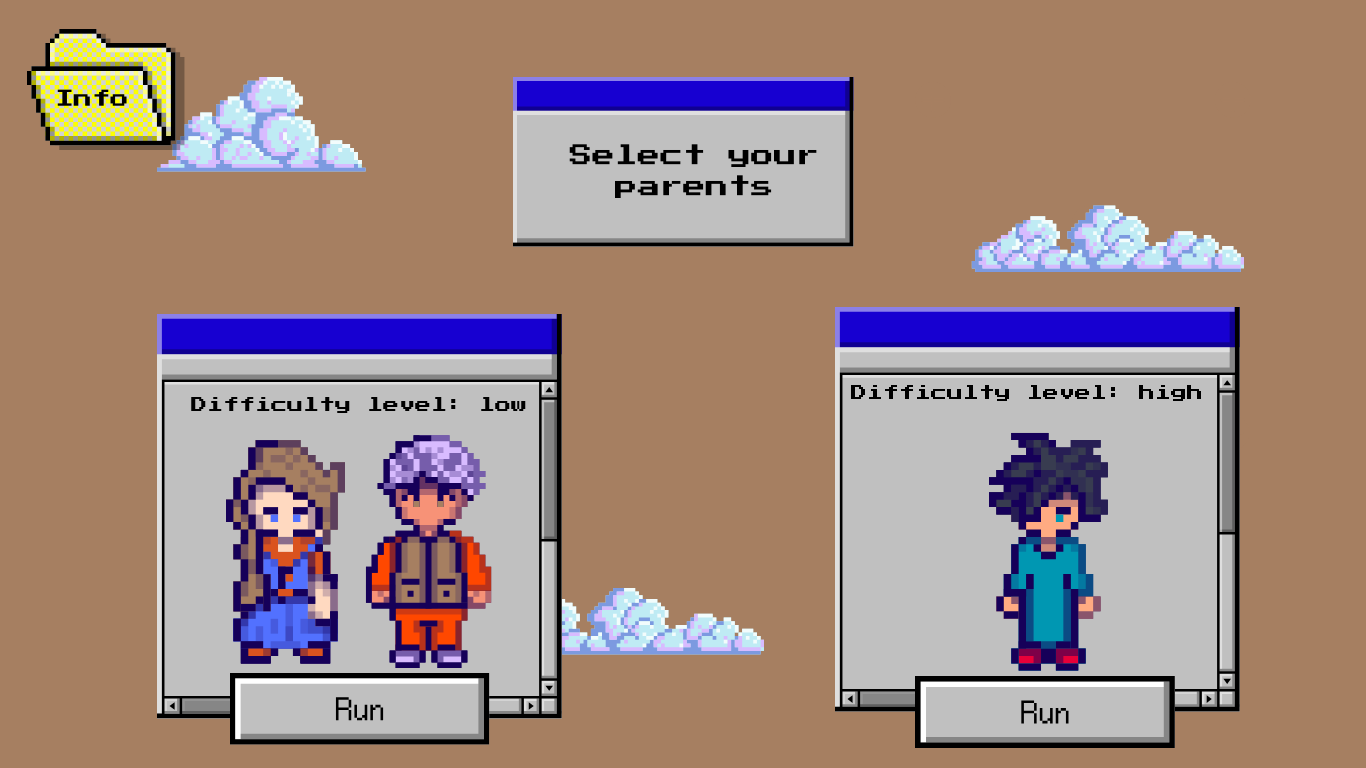 Info
Select your
parents
Difficulty level: low
Difficulty level: high
Run
Run